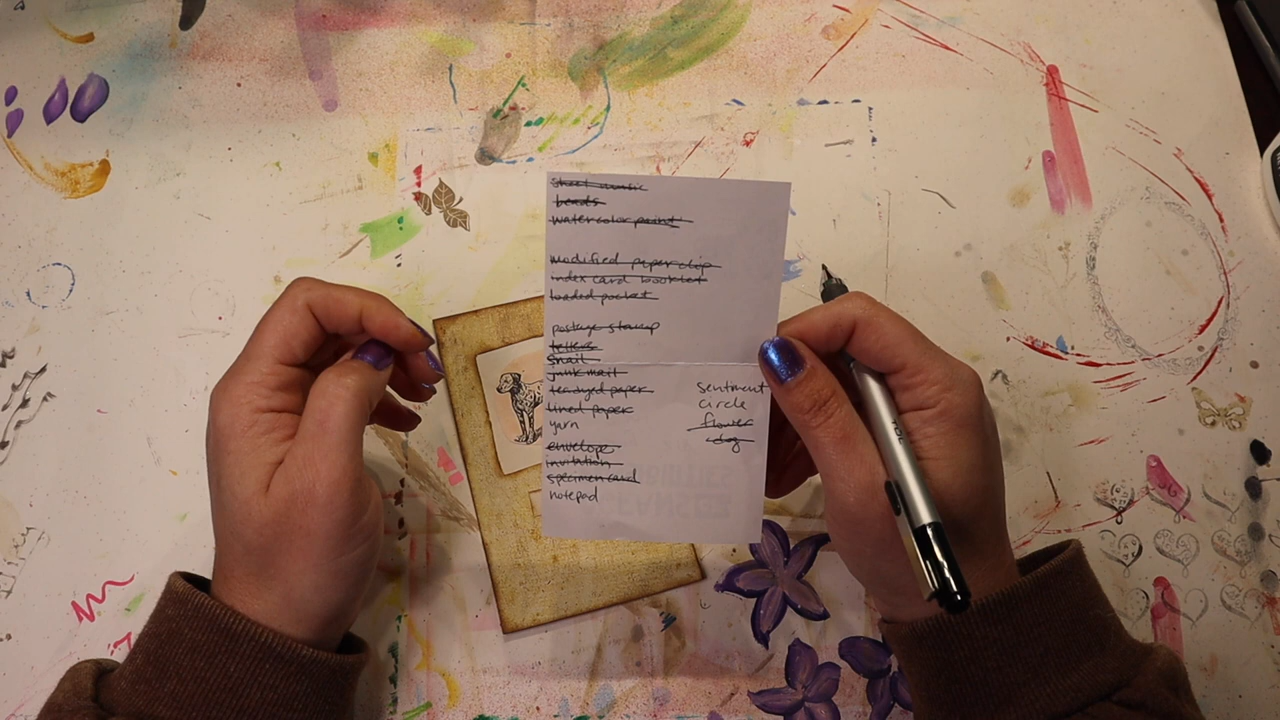 sheet music
beads
watercolor paint
modified paper clip
index card booklet
loaded pocket
postage stamp
letters
snail
junk mail
tea dyed paper
lined paper
yarn
envelope
invitation
specimen card
notepad
sentiment
circle
flower
dog